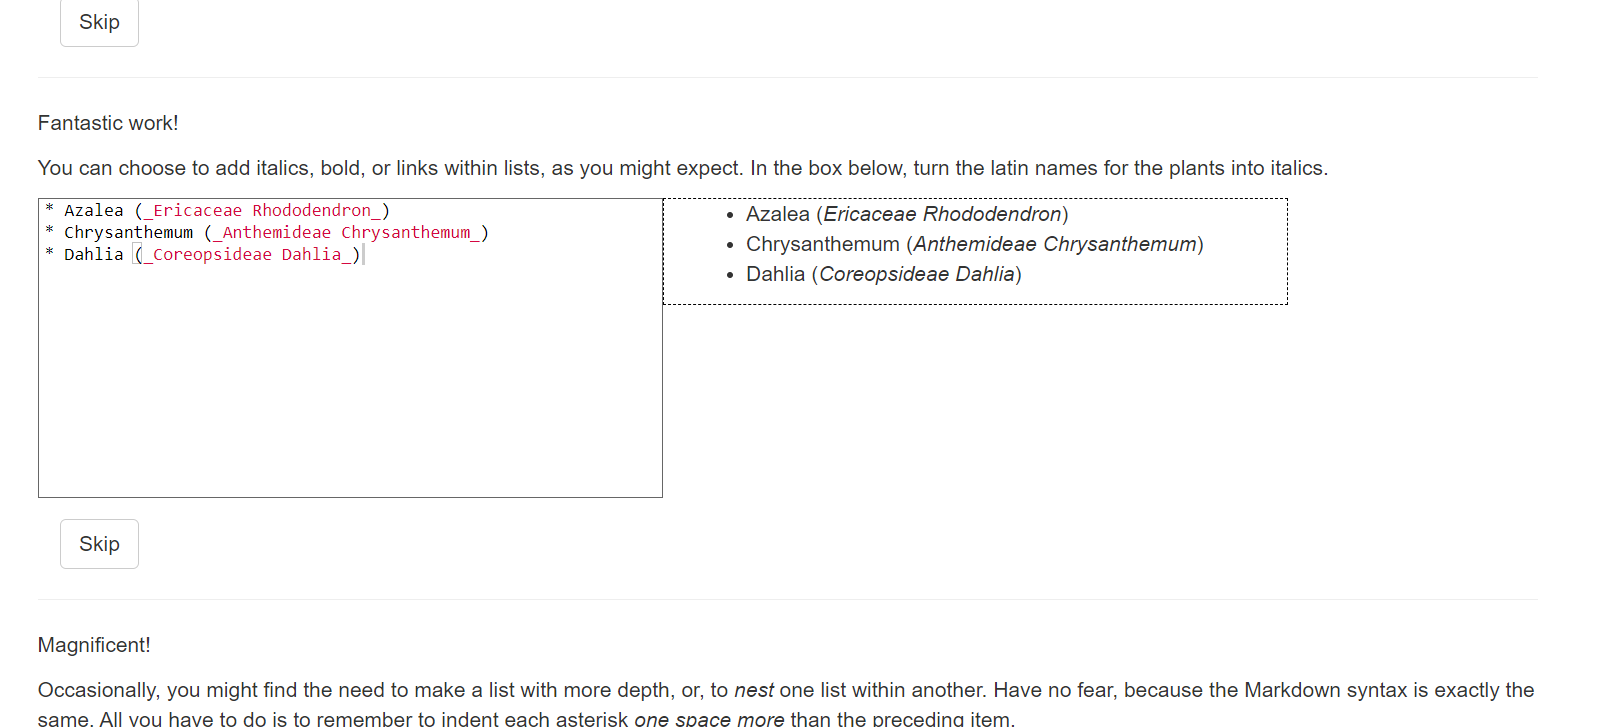 Skip
Fantastic work!
You can choose to add italics, bold, or links within lists, as you might expect. In the box below, turn the latin names for the plants into italics.
* Azalea (_Ericaceae Rhododendron_)
* Chrysanthemum (_Anthemideae Chrysanthemum_)
* Dahlia (_Coreopsideae Dahlia_)
• Azalea (Ericaceae Rhododendron)
• Chrysanthemum (Anthemideae Chrysanthemum)
• Dahlia (Coreopsideae Dahlia)
Skip
Magnificent!
Occasionally, you might find the need to make a list with more depth, or, to nest one list within another. Have no fear, because the Markdown syntax is exactly the
same. All you have to do is to remember to indent each asterisk one space more than the preceding item.